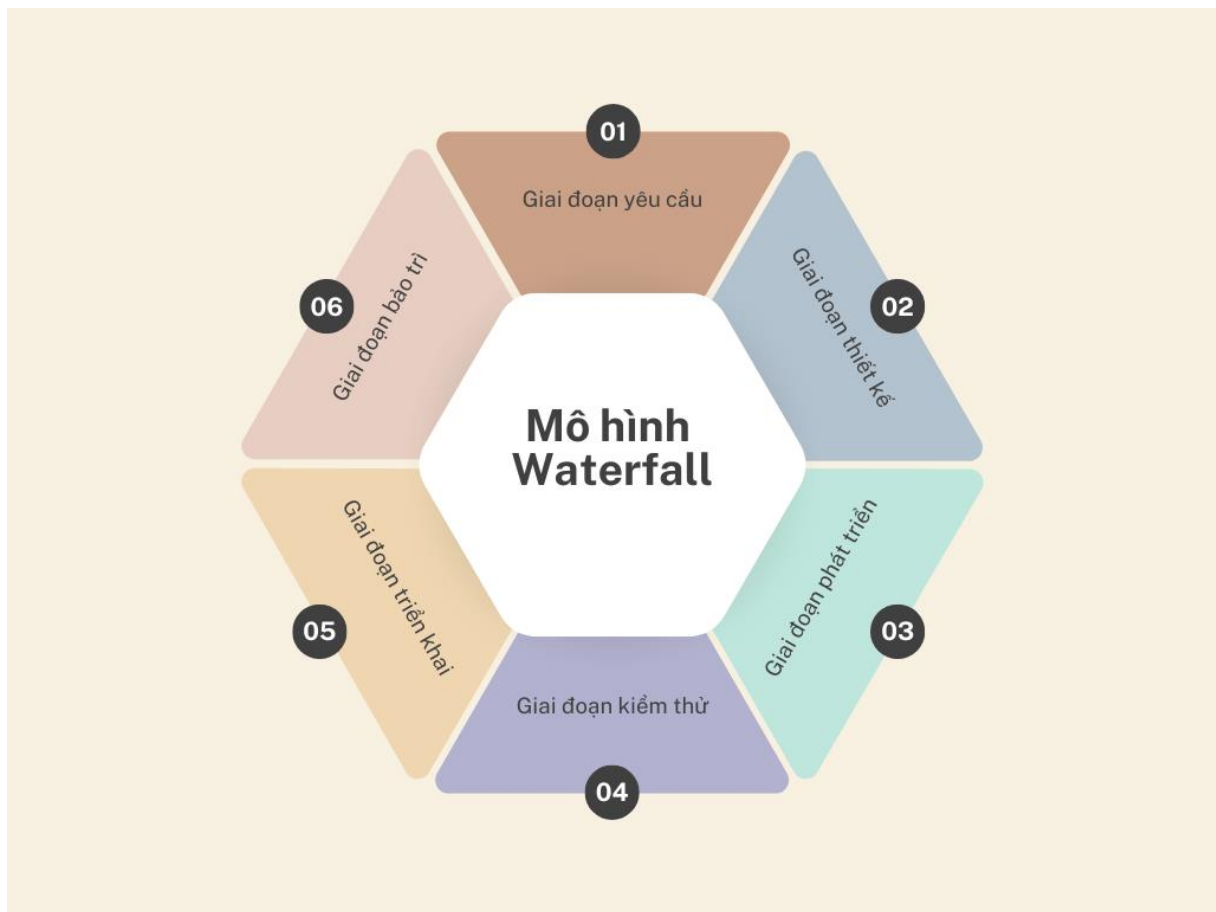 01
Giai đoạn yêu cầu
02
Giai đoạn thiết kế
03
Giai đoạn phát triển
04
Giai đoạn kiểm thử
05
Giai đoạn triển khai
06
Giai đoạn bảo trì
Mô hình
Waterfall